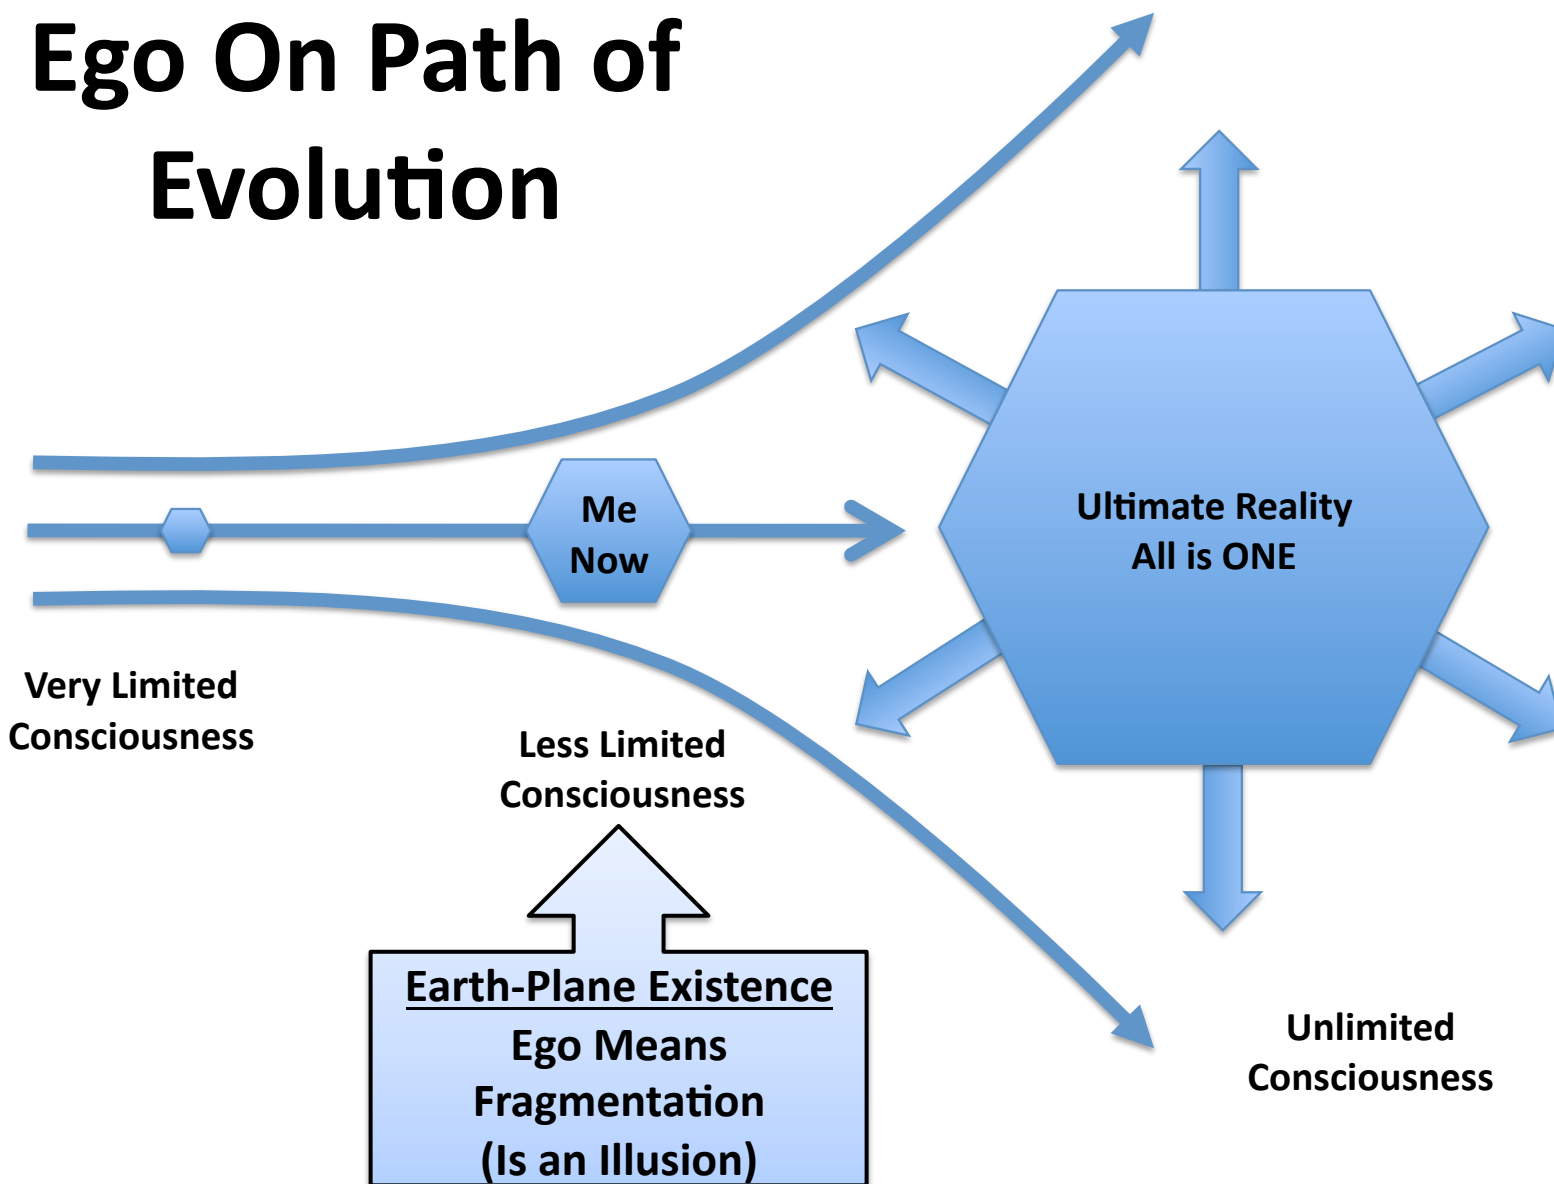 Ego On Path of
Evolution
Me
Now
Ultimate Reality
All is ONE
Very Limited
Consciousness
Less Limited
Consciousness
Earth-Plane Existence
Ego Means
Fragmentation
(Is an Illusion)
Unlimited
Consciousness